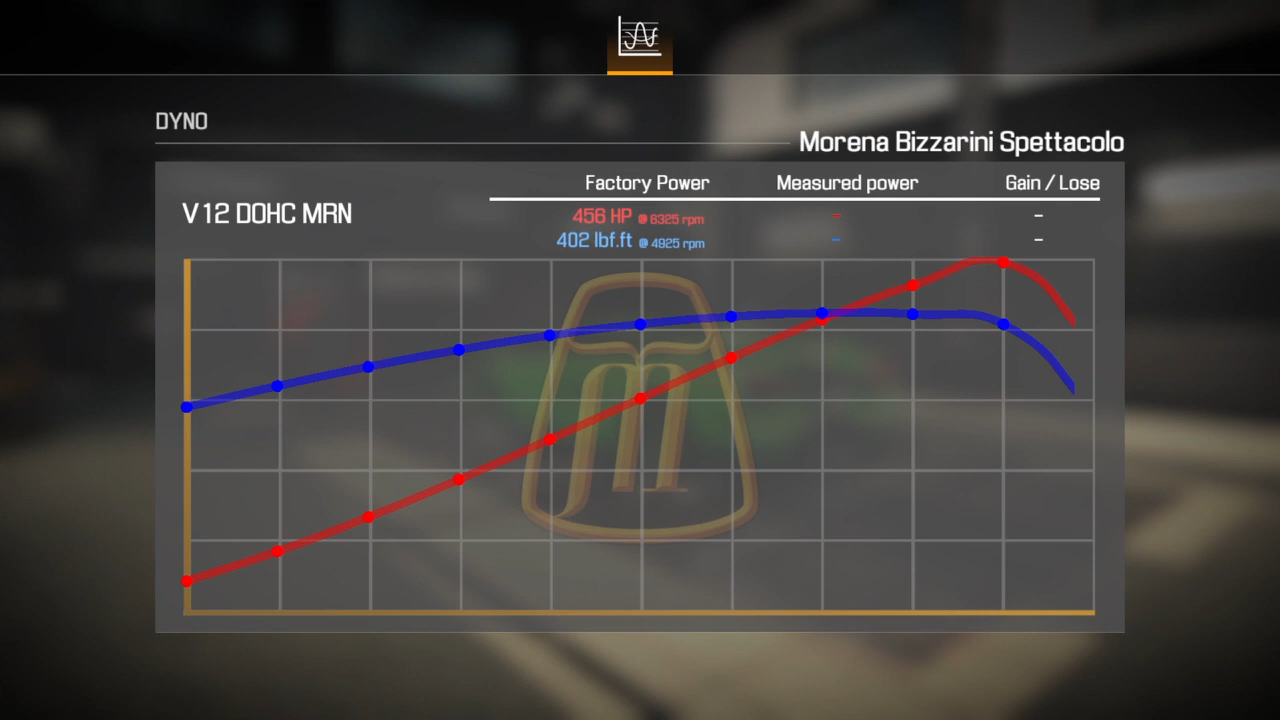 DYNO
Morena Bizzarini Spettacolo
Factory Power Measured power Gain / Lose
V12 DOHC MRN
456 HP @ 6325 rpm - -
402 lbf.ft @ 4925 rpm - -
m